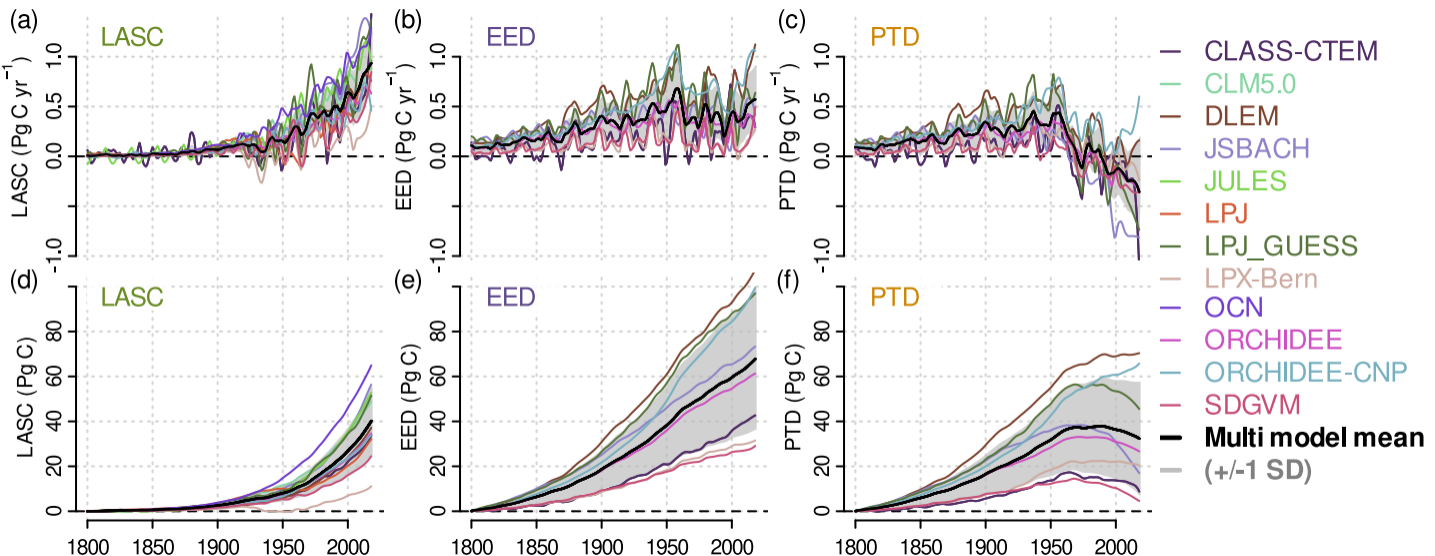 (a) LASC
LASC (Pg C yr⁻¹)
-1.0 0.0 0.5 1.0
(b) EED
EED (Pg C yr⁻¹)
-1.0 0.0 0.5 1.0
1800 1850 1900 1950 2000
(c) PTD
PTD (Pg C yr⁻¹)
-1.0 0.0 0.5 1.0
(d) LASC
LASC (Pg C)
0 20 40 60 80
1800 1850 1900 1950 2000
(e) EED
EED (Pg C)
0 20 40 60 80
1800 1850 1900 1950 2000
(f) PTD
PTD (Pg C)
0 20 40 60 80
1800 1850 1900 1950 2000
CLASS-CTEM
CLM5.0
DLEM
JSBACH
JULES
LPJ
LPJ_GUESS
LPX-Bern
OCN
ORCHIDEE
ORCHIDEE-CNP
SDGVM
Multi model mean
(+/-1 SD)